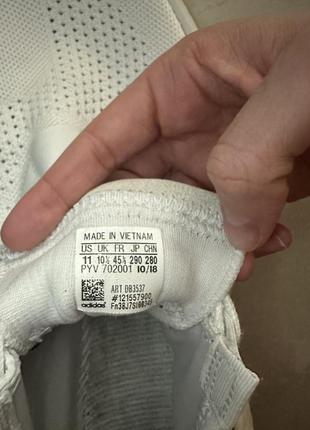 MADE IN VIETNAM
US UK FR JP CHN
11 10½ 45⅓ 290 280
PYV 702001 10/18
ART DB3537
#121557900
adidas